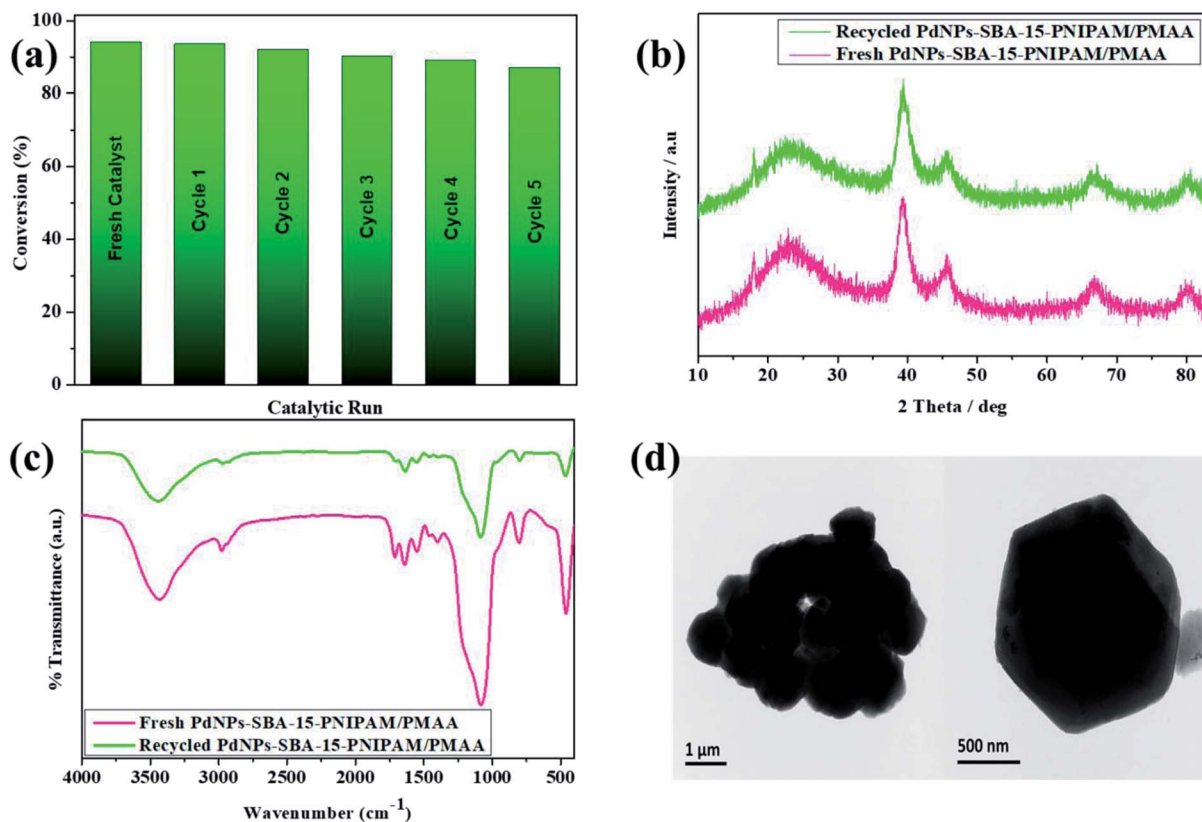 (a)
Conversion (%)
100
80
60
40
20
0
Fresh Catalyst
Cycle 1
Cycle 2
Cycle 3
Cycle 4
Cycle 5
Catalytic Run
(b)
Recycled PdNPs-SBA-15-PNIPAM/PMAA
Fresh PdNPs-SBA-15-PNIPAM/PMAA
Intensity / a.u
10 20 30 40 50 60 70 80
2 Theta / deg
(c)
% Transmittance (a.u.)
Fresh PdNPs-SBA-15-PNIPAM/PMAA
Recycled PdNPs-SBA-15-PNIPAM/PMAA
4000 3500 3000 2500 2000 1500 1000 500
Wavenumber (cm⁻¹)
(d)
1 µm
500 nm